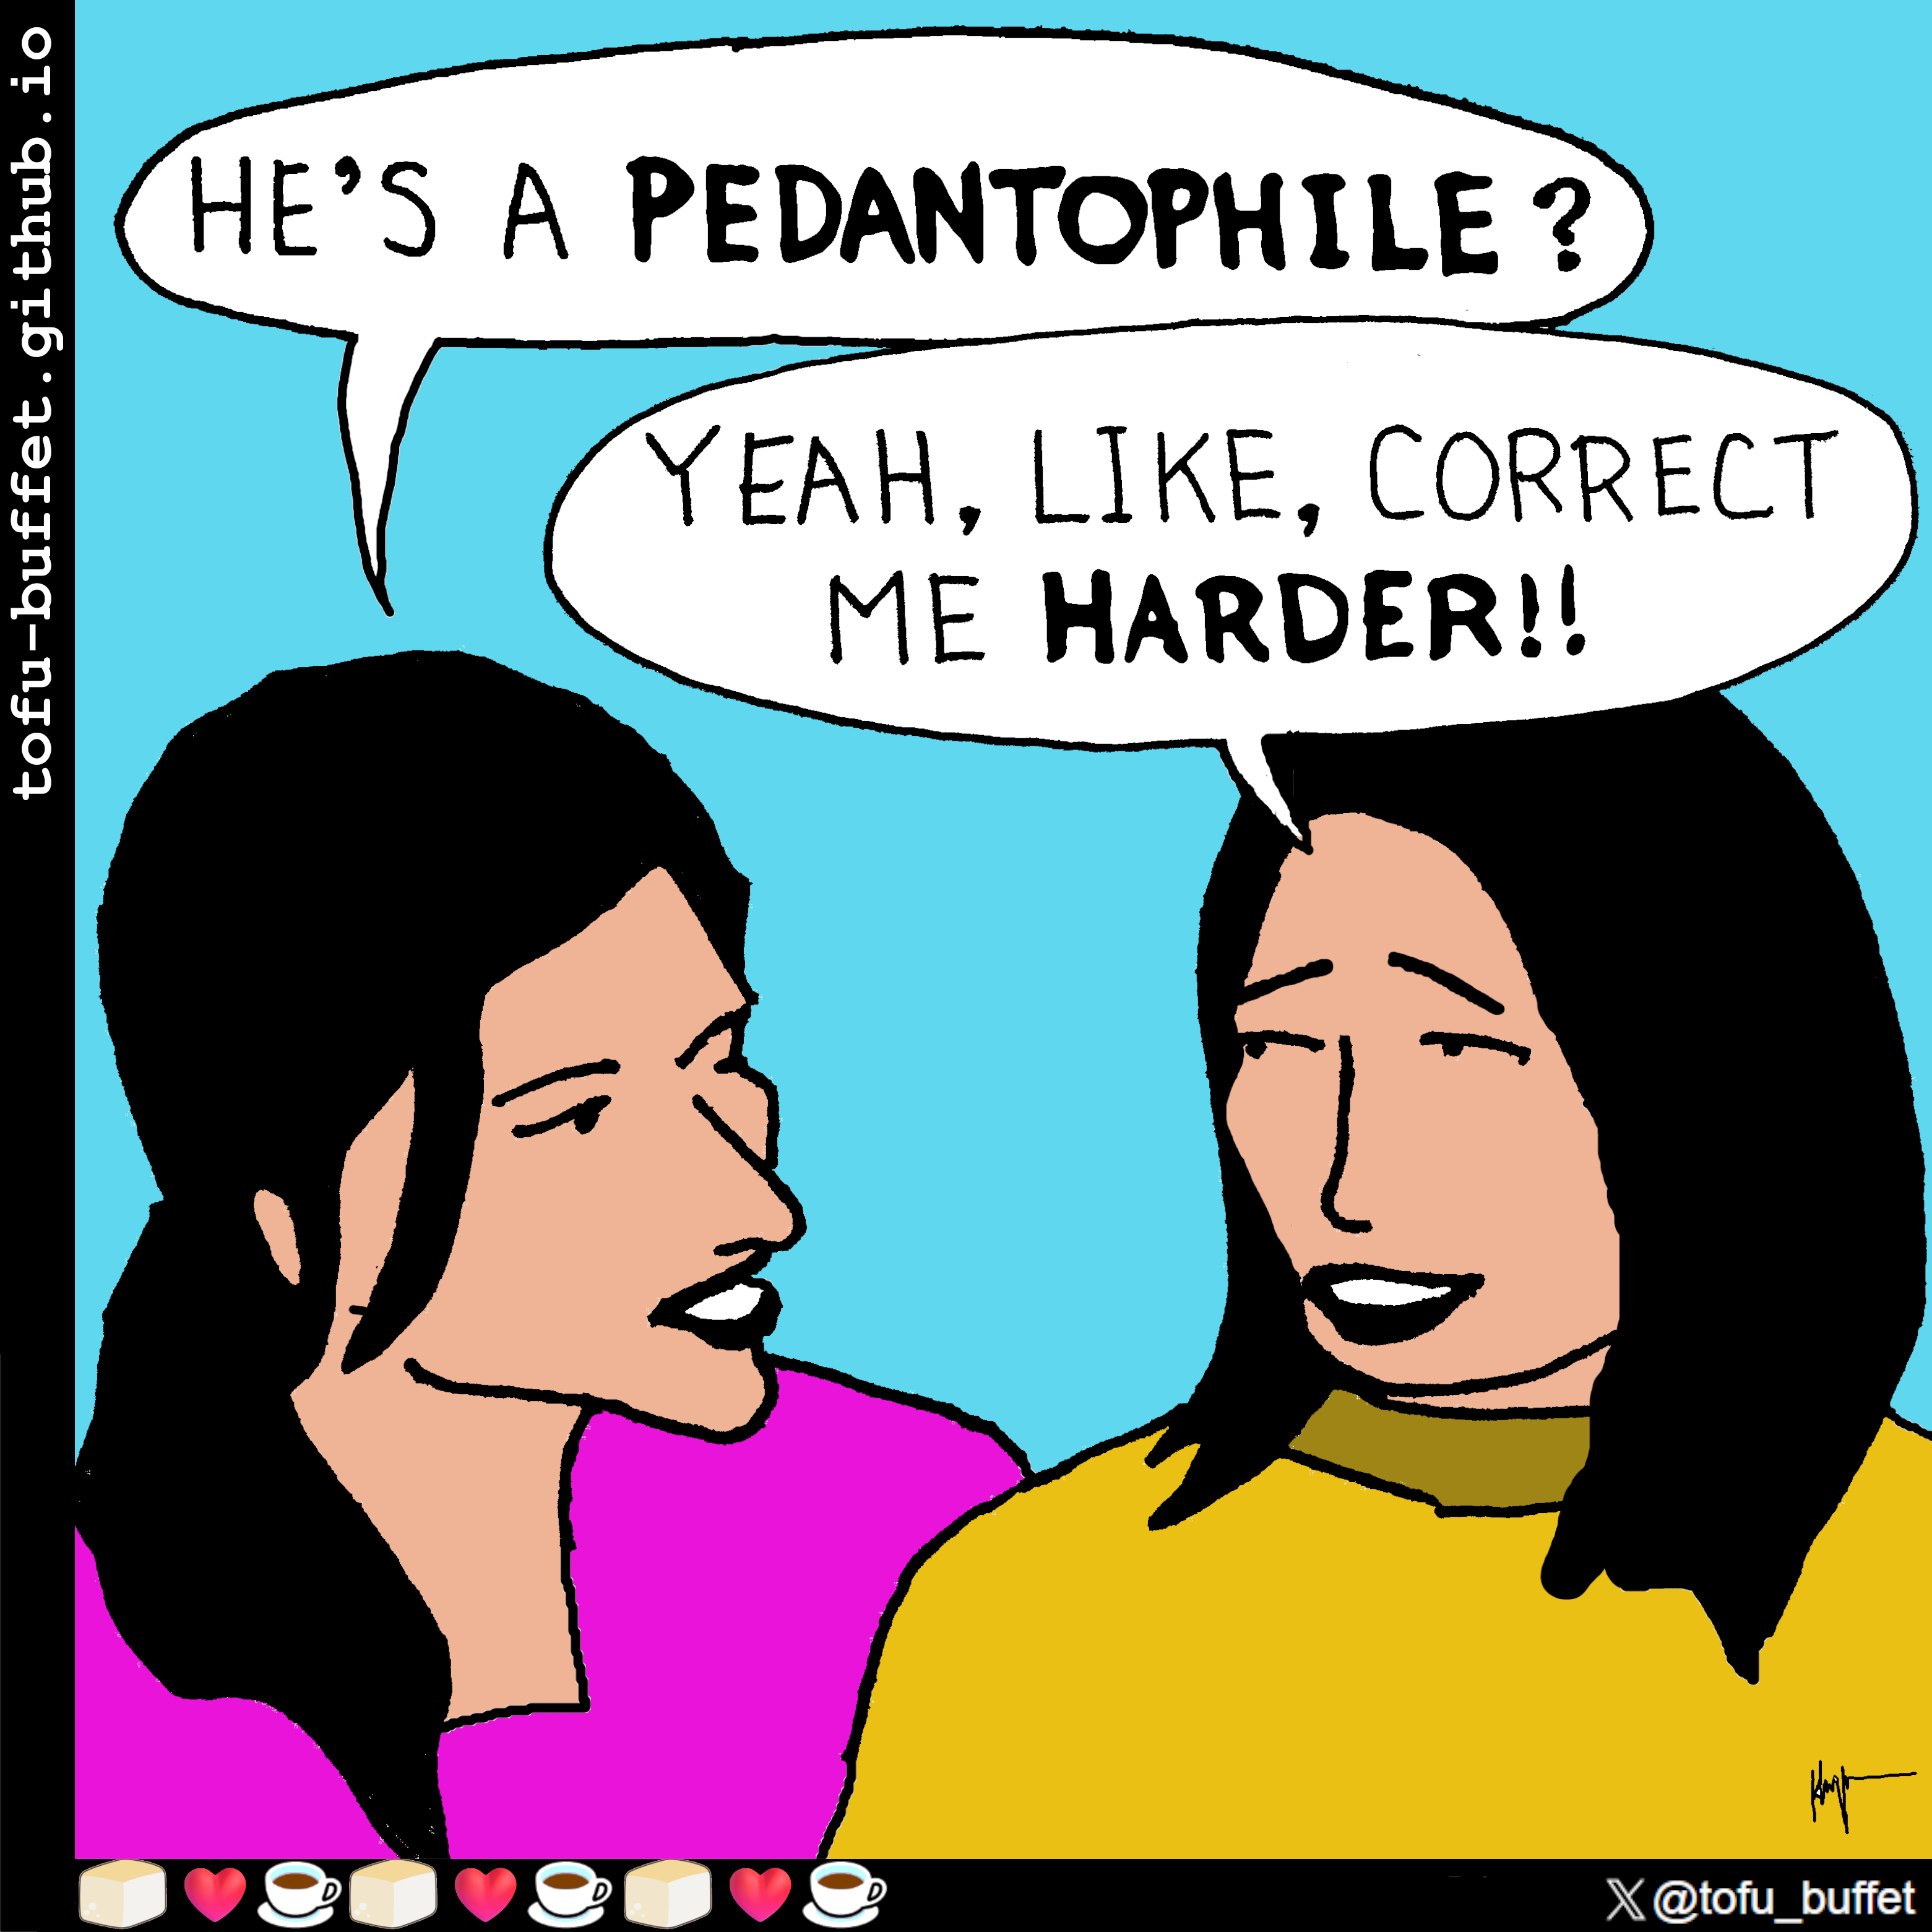 tofu-buffet.github.io
HE'S A PEDANTOPHILE?
YEAH, LIKE, CORRECT
ME HARDER!!
𝕏 @tofu_buffet